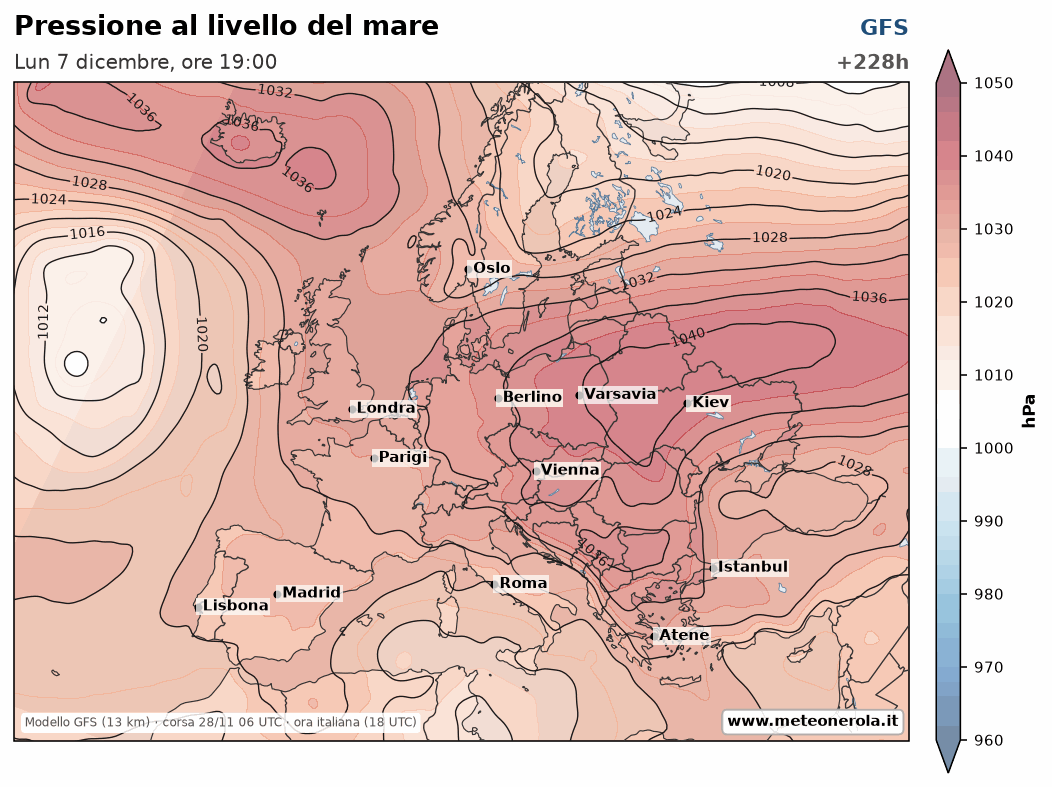 Pressione al livello del mare
GFS
Lun 7 dicembre, ore 19:00
+228h
1008
1032
1036
1036
1036
1028
1024
1016
1012
1020
1020
1024
1028
1032
1036
1040
1028
1036
Oslo
Londra
Berlino
Varsavia
Kiev
Parigi
Vienna
Istanbul
Roma
Madrid
Lisbona
Atene
Modello GFS (13 km) · corsa 28/11 06 UTC · ora italiana (18 UTC)
www.meteonerola.it
1050
1040
1030
1020
1010
1000
990
980
970
960
hPa